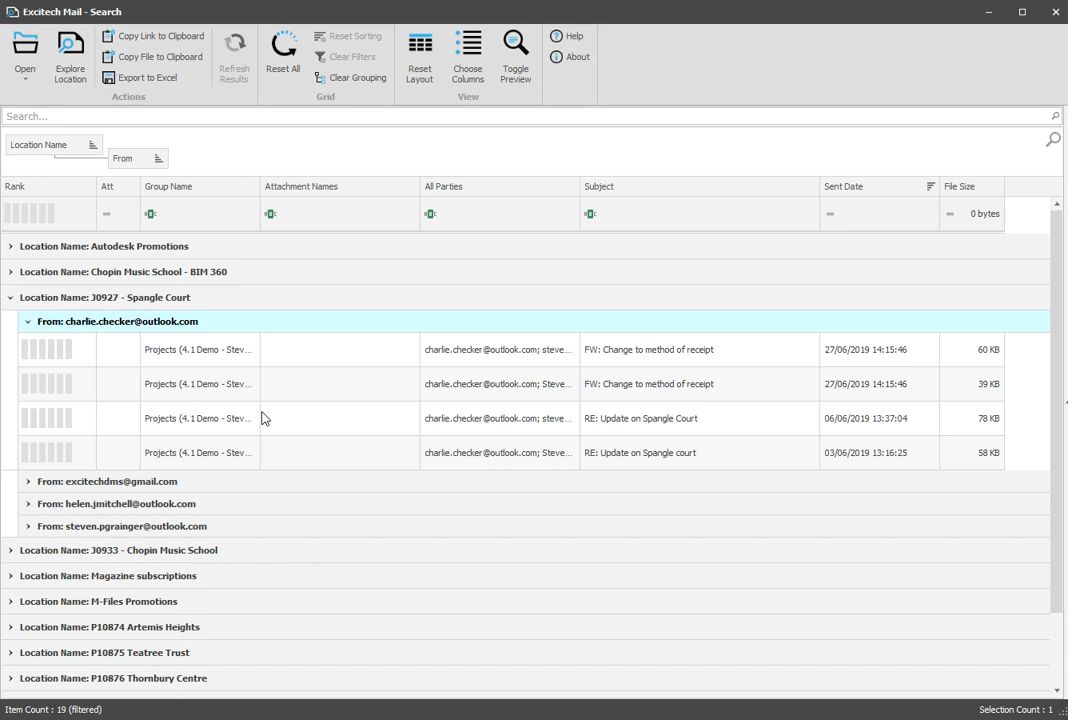 Excitech Mail - Search
Open
Explore Location
Copy Link to Clipboard
Copy File to Clipboard
Export to Excel
Actions
Refresh Results
Reset All
Reset Sorting
Clear Filters
Clear Grouping
Grid
Reset Layout
Choose Columns
Toggle Preview
View
Help
About
Search...
Location Name
From
Rank Att Group Name Attachment Names All Parties Subject Sent Date File Size
0 bytes
Location Name: Autodesk Promotions
Location Name: Chopin Music School - BIM 360
Location Name: J0927 - Spangle Court
From: charlie.checker@outlook.com
Projects (4.1 Demo - Stev... charlie.checker@outlook.com; steve... FW: Change to method of receipt 27/06/2019 14:15:46 60 KB
Projects (4.1 Demo - Stev... charlie.checker@outlook.com; Steve... FW: Change to method of receipt 27/06/2019 14:15:46 39 KB
Projects (4.1 Demo - Stev... charlie.checker@outlook.com; steve... RE: Update on Spangle Court 06/06/2019 13:37:04 78 KB
Projects (4.1 Demo - Stev... charlie.checker@outlook.com; Steve... RE: Update on Spangle court 03/06/2019 13:16:25 58 KB
From: excitechdms@gmail.com
From: helen.jmitchell@outlook.com
From: steven.pgrainger@outlook.com
Location Name: J0933 - Chopin Music School
Location Name: Magazine subscriptions
Location Name: M-Files Promotions
Location Name: P10874 Artemis Heights
Location Name: P10875 Teatree Trust
Location Name: P10876 Thornbury Centre
Item Count : 19 (filtered)
Selection Count : 1